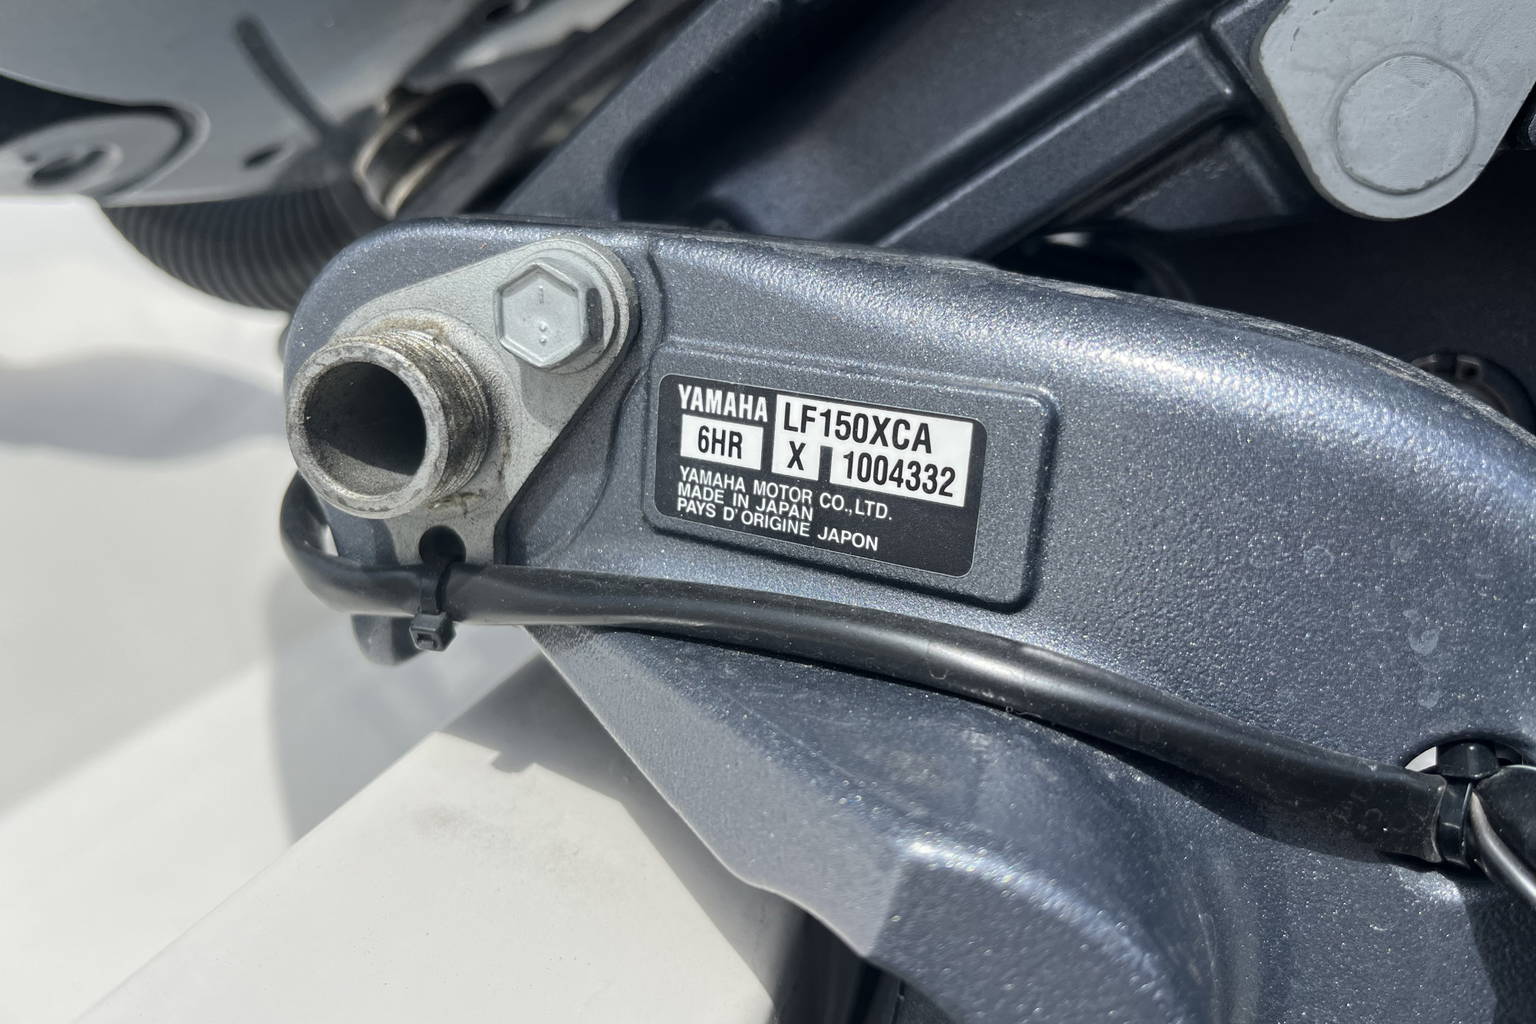 YAMAHA LF150XCA
6HR X 1004332
YAMAHA MOTOR CO.,LTD.
MADE IN JAPAN
PAYS D'ORIGINE JAPON